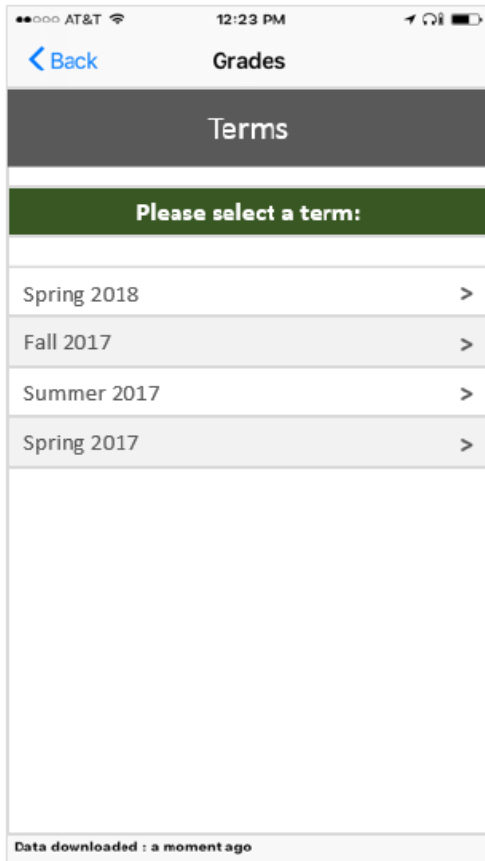 AT&T 12:23 PM
Back Grades
Terms
Please select a term:
Spring 2018 >
Fall 2017 >
Summer 2017 >
Spring 2017 >
Data downloaded : a moment ago